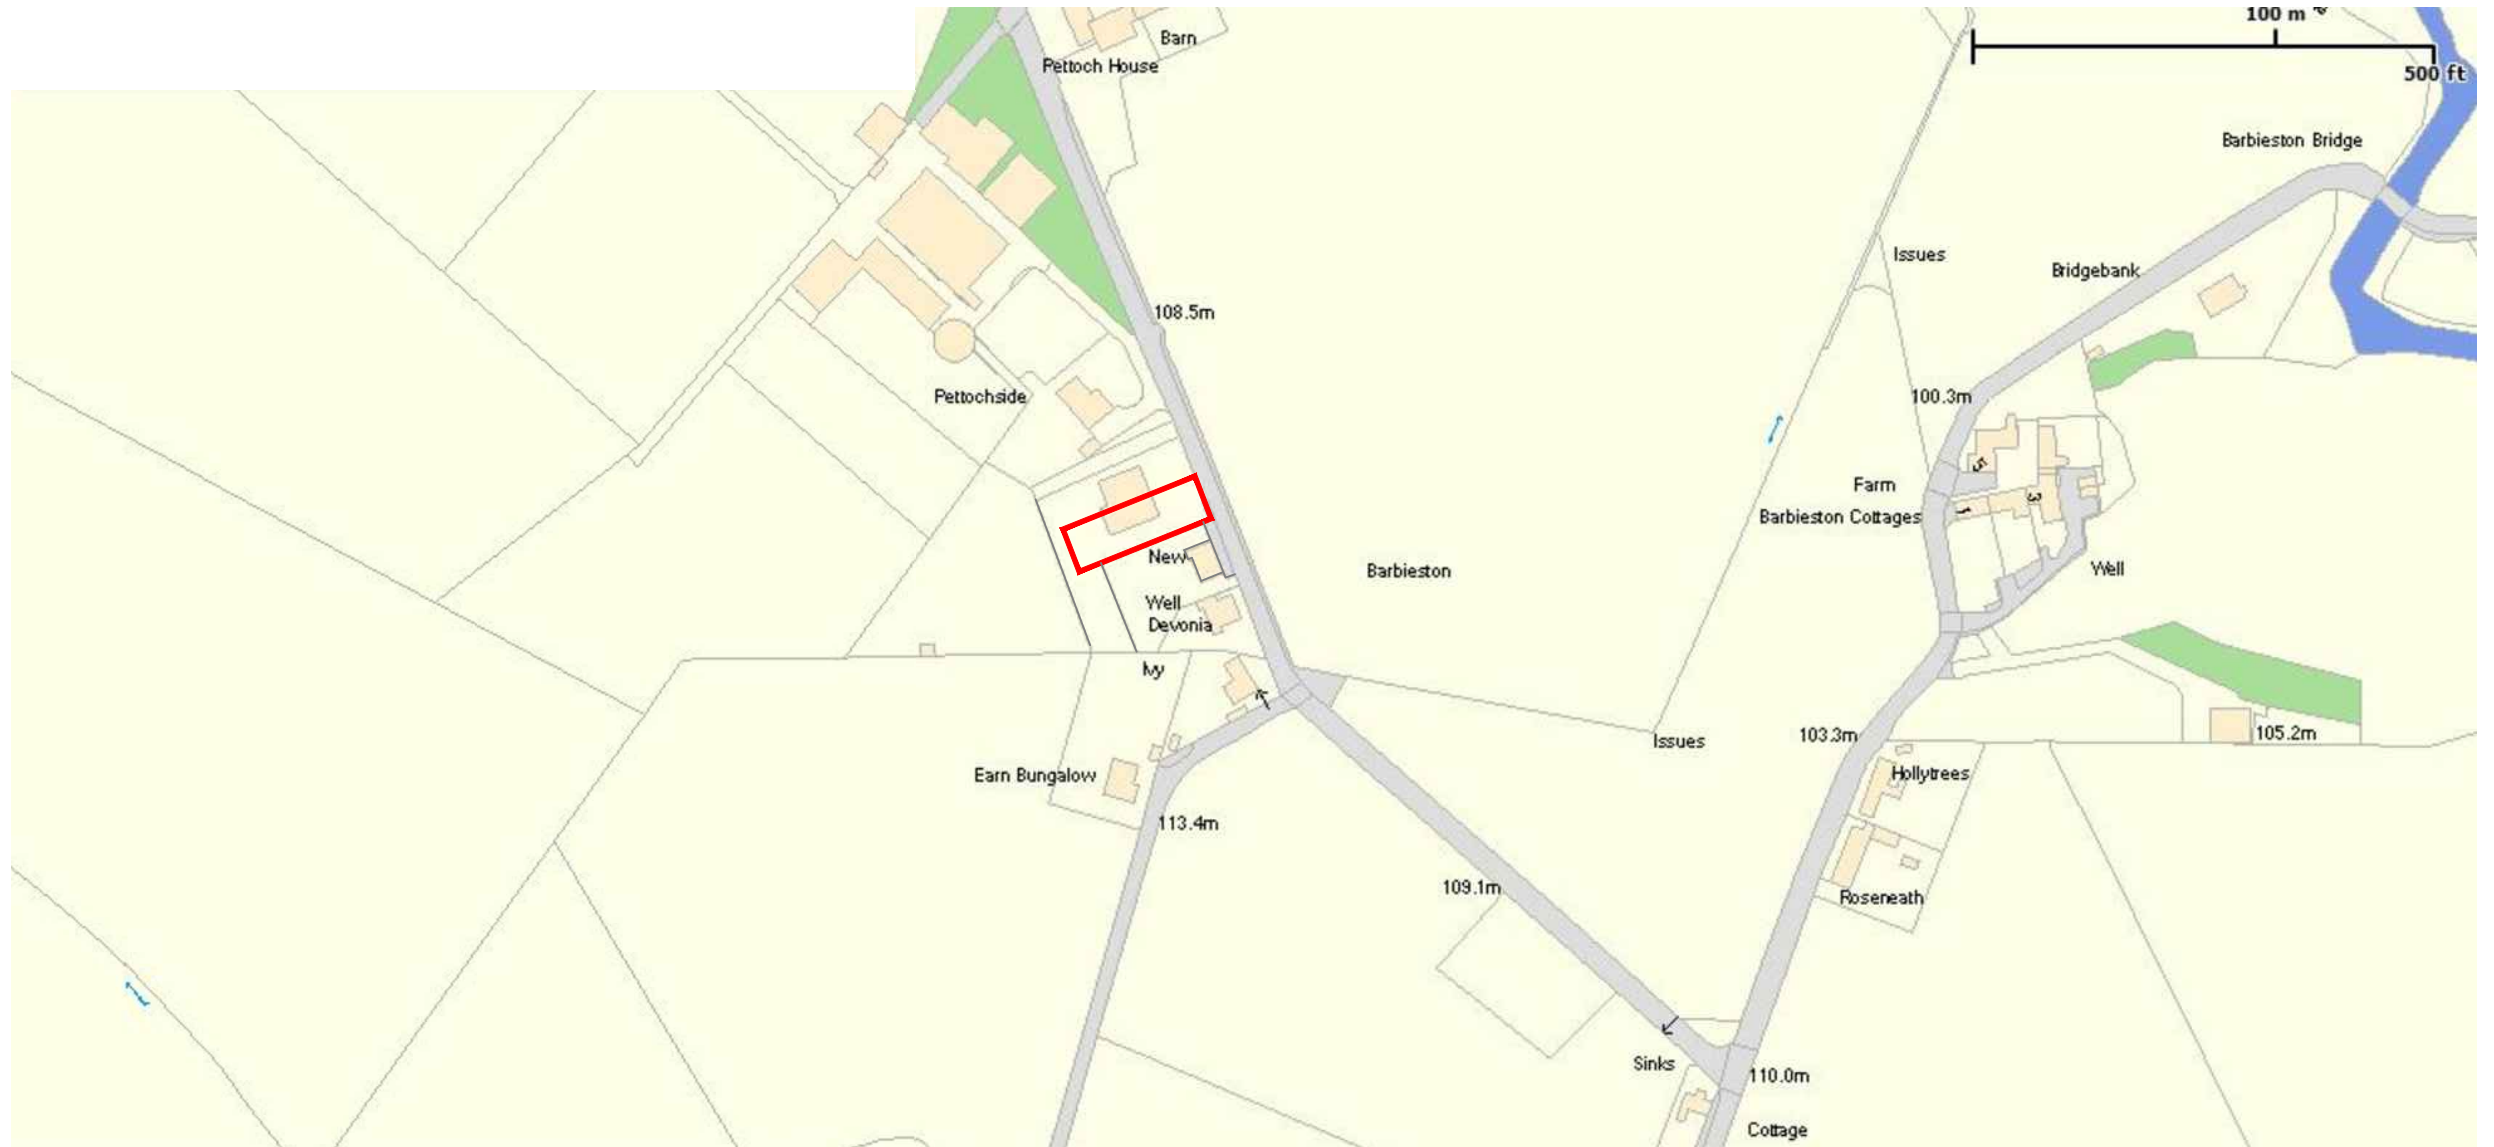 100 m
500 ft
Barn
Pettoch House
Barbieston Bridge
Issues
Bridgebank
108.5m
Pettochside
100.3m
5
Farm
3
1
Barbieston Cottages
New
Barbieston
Well
Well
Devonia
Ivy
Issues
103.3m
105.2m
Earn Bungalow
Hollytrees
113.4m
109.1m
Roseneath
Sinks
110.0m
Cottage